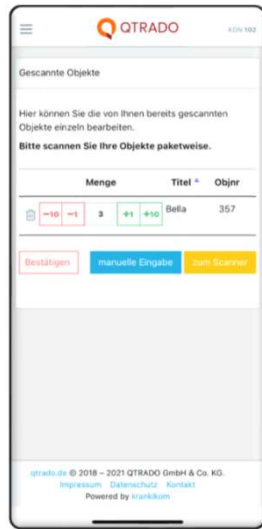 QTRADO
KDN 102
Gescannte Objekte
Hier können Sie die von Ihnen bereits gescannten
Objekte einzeln bearbeiten.
Bitte scannen Sie Ihre Objekte paketweise.
Menge Titel Objnr
-10 -1 3 +1 +10 Bella 357
Bestätigen manuelle Eingabe zum Scanner
qtrado.de © 2018 – 2021 QTRADO GmbH & Co. KG.
Impressum Datenschutz Kontakt
Powered by krankikom